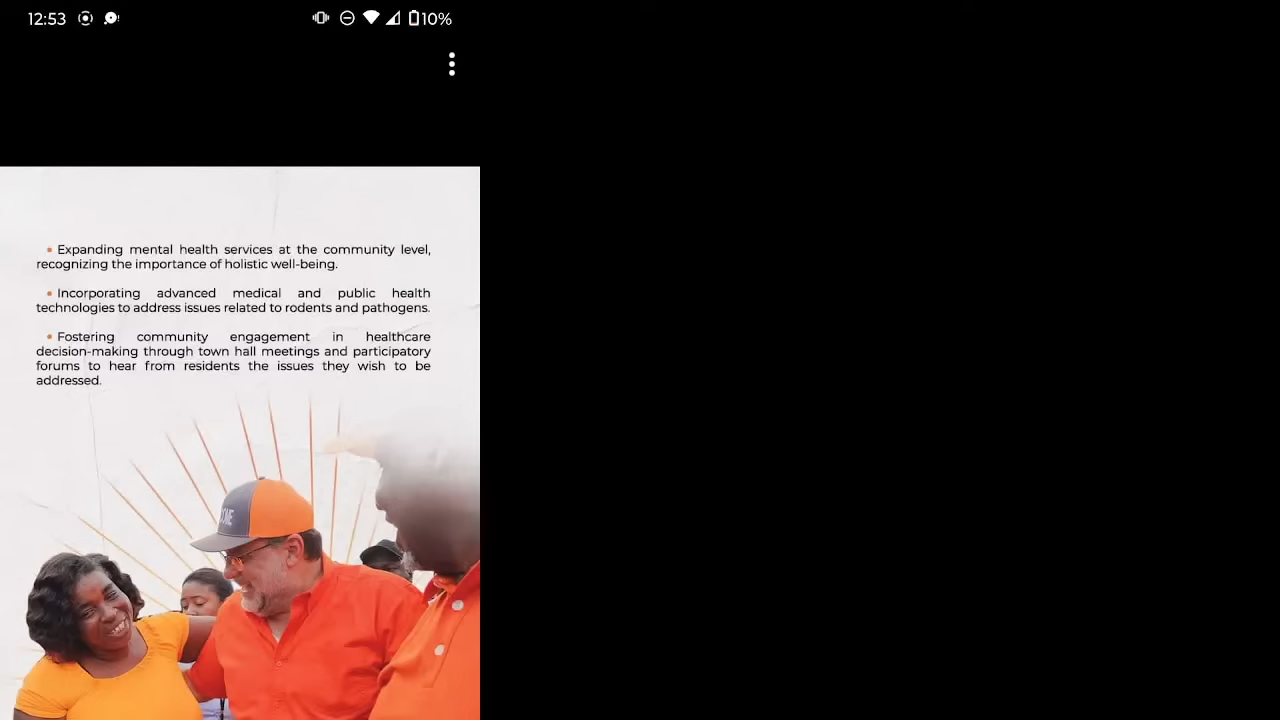 12:53
10%
• Expanding mental health services at the community level,
recognizing the importance of holistic well-being.
• Incorporating advanced medical and public health
technologies to address issues related to rodents and pathogens.
• Fostering community engagement in healthcare
decision-making through town hall meetings and participatory
forums to hear from residents the issues they wish to be
addressed.